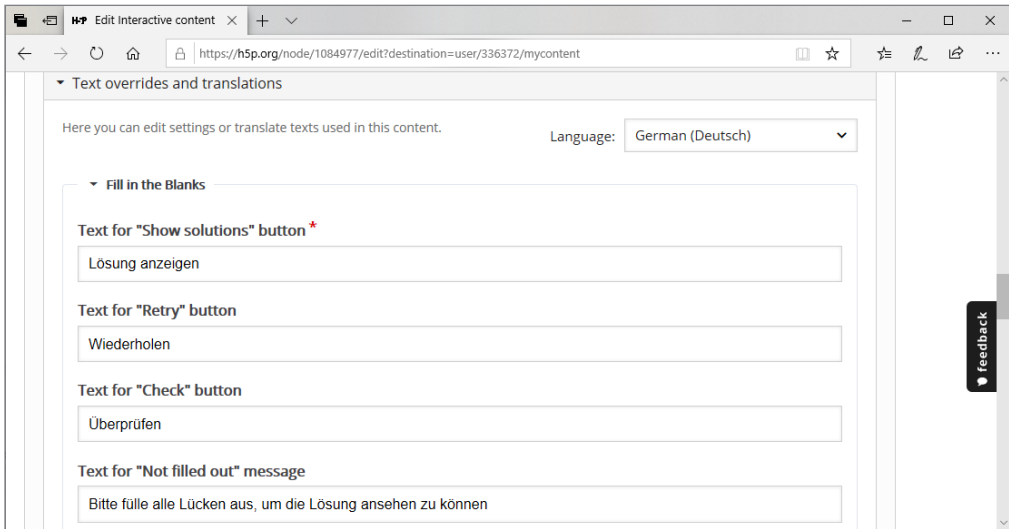 H-P Edit Interactive content
https://h5p.org/node/1084977/edit?destination=user/336372/mycontent
Text overrides and translations
Here you can edit settings or translate texts used in this content.
Language: German (Deutsch)
Fill in the Blanks
Text for "Show solutions" button *
Lösung anzeigen
Text for "Retry" button
Wiederholen
feedback
Text for "Check" button
Überprüfen
Text for "Not filled out" message
Bitte fülle alle Lücken aus, um die Lösung ansehen zu können